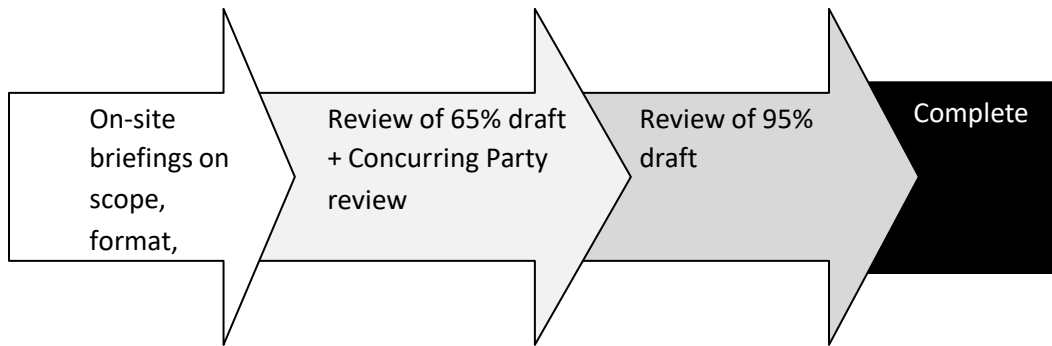 On-site
briefings on
scope,
format,
Review of 65% draft
+ Concurring Party
review
Review of 95%
draft
Complete